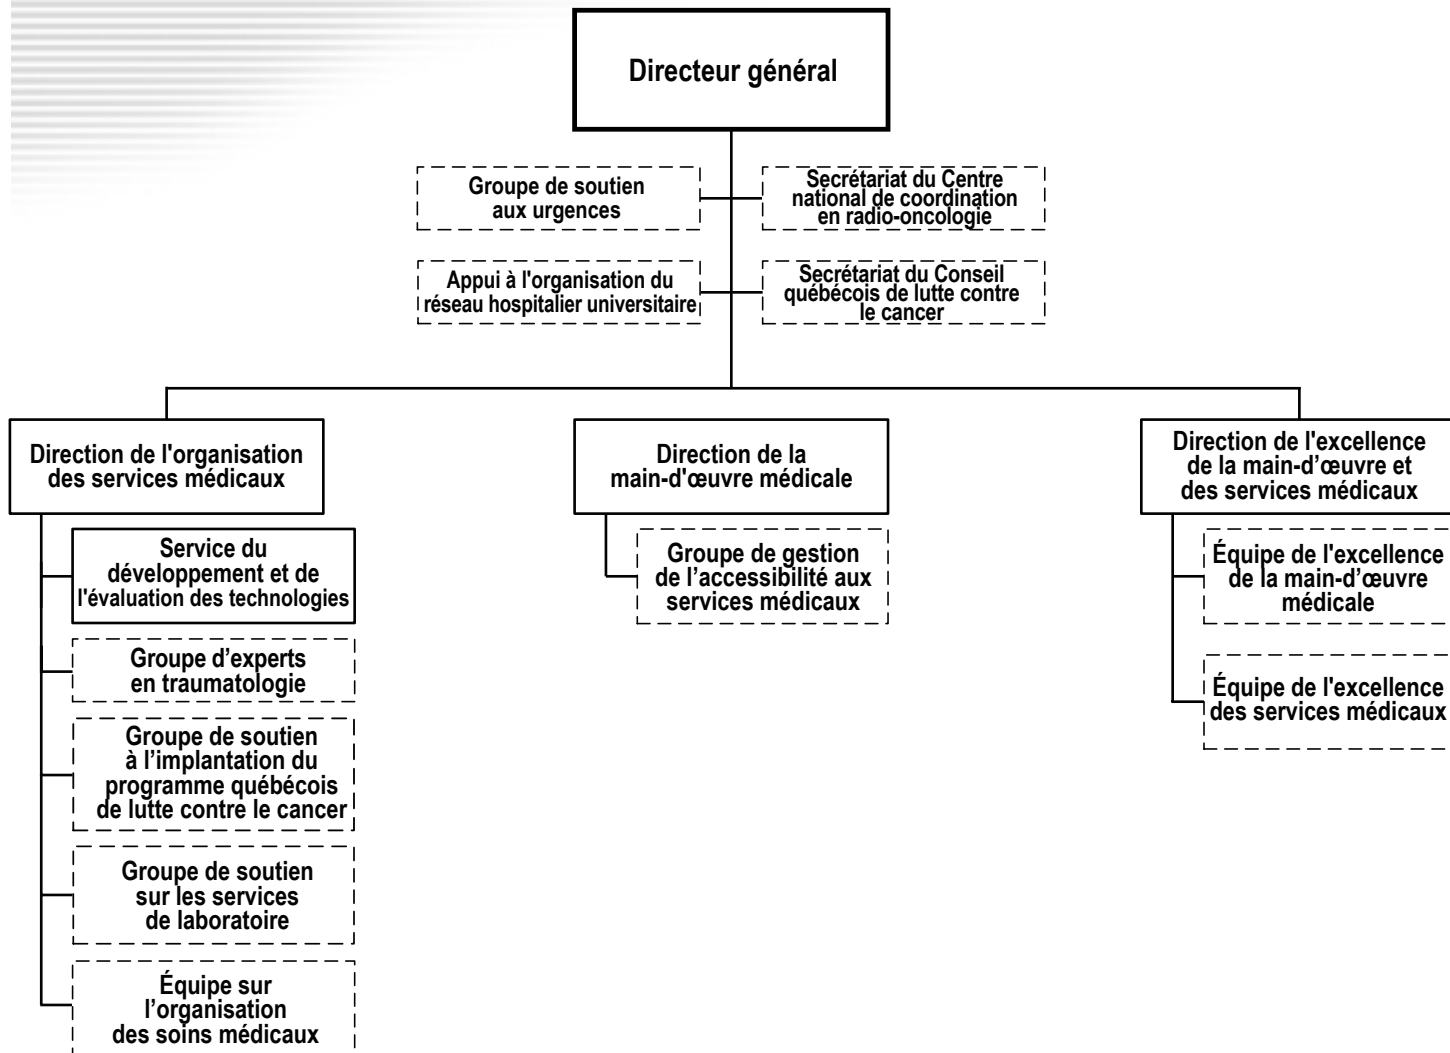 Directeur général
Groupe de soutien
aux urgences
Secrétariat du Centre
national de coordination
en radio-oncologie
Appui à l'organisation du
réseau hospitalier universitaire
Secrétariat du Conseil
québécois de lutte contre
le cancer
Direction de l'organisation
des services médicaux
Service du
développement et de
l'évaluation des technologies
Groupe d’experts
en traumatologie
Groupe de soutien
à l’implantation du
programme québécois
de lutte contre le cancer
Groupe de soutien
sur les services
de laboratoire
Équipe sur
l’organisation
des soins médicaux
Direction de la
main-d'œuvre médicale
Groupe de gestion
de l’accessibilité aux
services médicaux
Direction de l'excellence
de la main-d’œuvre et
des services médicaux
Équipe de l'excellence
de la main-d’œuvre
médicale
Équipe de l'excellence
des services médicaux